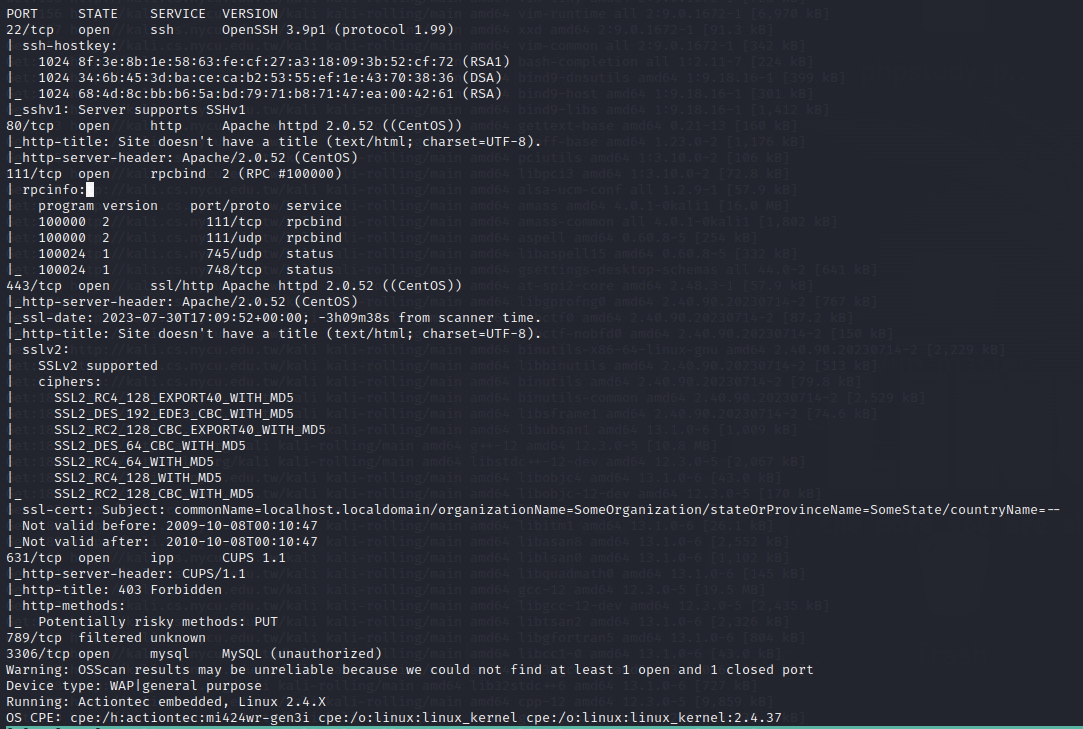 PORT     STATE    SERVICE  VERSION
22/tcp   open     ssh      OpenSSH 3.9p1 (protocol 1.99)
| ssh-hostkey:
|   1024 8f:3e:8b:1e:58:63:fe:cf:27:a3:18:09:3b:52:cf:72 (RSA1)
|   1024 34:6b:45:3d:ba:ce:ca:b2:53:55:ef:1e:43:70:38:36 (DSA)
|_  1024 68:4d:8c:bb:b6:5a:bd:79:71:b8:71:47:ea:00:42:61 (RSA)
|_sshv1: Server supports SSHv1
80/tcp   open     http     Apache httpd 2.0.52 ((CentOS))
|_http-title: Site doesn't have a title (text/html; charset=UTF-8).
|_http-server-header: Apache/2.0.52 (CentOS)
111/tcp  open     rpcbind  2 (RPC #100000)
| rpcinfo:
|   program version    port/proto  service
|   100000  2            111/tcp   rpcbind
|   100000  2            111/udp   rpcbind
|   100024  1            745/udp   status
|_  100024  1            748/tcp   status
443/tcp  open     ssl/http Apache httpd 2.0.52 ((CentOS))
|_http-server-header: Apache/2.0.52 (CentOS)
|_ssl-date: 2023-07-30T17:09:52+00:00; -3h09m38s from scanner time.
|_http-title: Site doesn't have a title (text/html; charset=UTF-8).
| sslv2:
|   SSLv2 supported
|   ciphers:
|     SSL2_RC4_128_EXPORT40_WITH_MD5
|     SSL2_DES_192_EDE3_CBC_WITH_MD5
|     SSL2_RC2_128_CBC_EXPORT40_WITH_MD5
|     SSL2_DES_64_CBC_WITH_MD5
|     SSL2_RC4_64_WITH_MD5
|     SSL2_RC4_128_WITH_MD5
|_    SSL2_RC2_128_CBC_WITH_MD5
| ssl-cert: Subject: commonName=localhost.localdomain/organizationName=SomeOrganization/stateOrProvinceName=SomeState/countryName=--
| Not valid before: 2009-10-08T00:10:47
|_Not valid after:  2010-10-08T00:10:47
631/tcp  open     ipp      CUPS 1.1
|_http-server-header: CUPS/1.1
|_http-title: 403 Forbidden
| http-methods:
|_  Potentially risky methods: PUT
789/tcp  filtered unknown
3306/tcp open     mysql    MySQL (unauthorized)
Warning: OSScan results may be unreliable because we could not find at least 1 open and 1 closed port
Device type: WAP|general purpose
Running: Actiontec embedded, Linux 2.4.X
OS CPE: cpe:/h:actiontec:mi424wr-gen3i cpe:/o:linux:linux_kernel cpe:/o:linux:linux_kernel:2.4.37